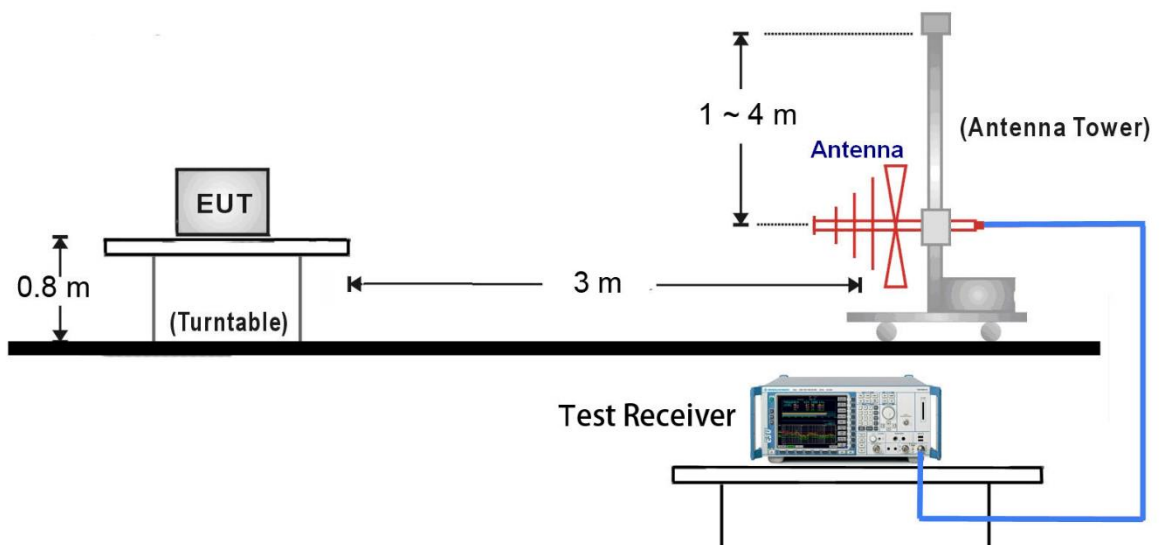 1 ~ 4 m
(Antenna Tower)
Antenna
EUT
0.8 m
3 m
(Turntable)
Test Receiver